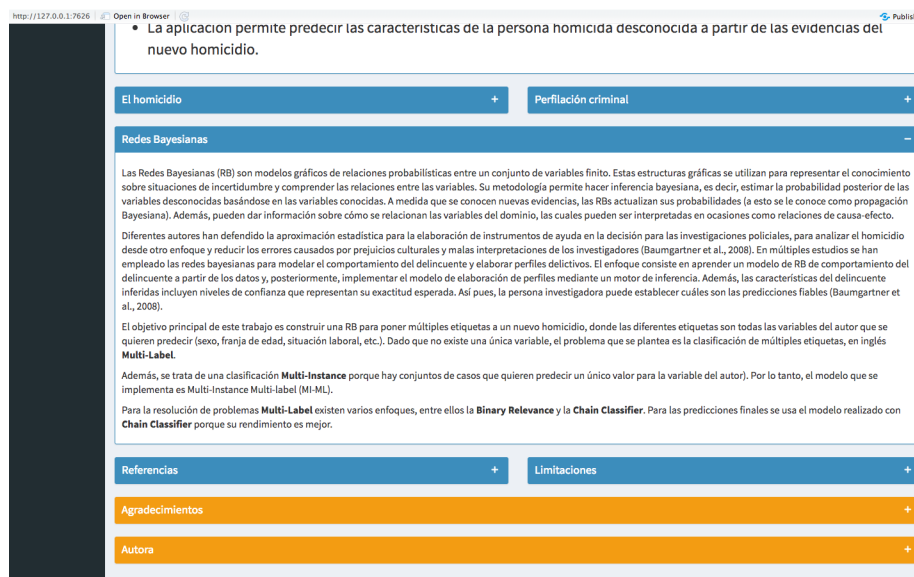 http://127.0.0.1:7626 Open in Browser Publish
• La aplicación permite predecir las características de la persona homicida desconocida a partir de las evidencias del
nuevo homicidio.
El homicidio + Perfilación criminal +
Redes Bayesianas −
Las Redes Bayesianas (RB) son modelos gráficos de relaciones probabilísticas entre un conjunto de variables finito. Estas estructuras gráficas se utilizan para representar el conocimiento
sobre situaciones de incertidumbre y comprender las relaciones entre las variables. Su metodología permite hacer inferencia bayesiana, es decir, estimar la probabilidad posterior de las
variables desconocidas basándose en las variables conocidas. A medida que se conocen nuevas evidencias, las RBs actualizan sus probabilidades (a esto se le conoce como propagación
Bayesiana). Además, pueden dar información sobre cómo se relacionan las variables del dominio, las cuales pueden ser interpretadas en ocasiones como relaciones de causa-efecto.
Diferentes autores han defendido la aproximación estadística para la elaboración de instrumentos de ayuda en la decisión para las investigaciones policiales, para analizar el homicidio
desde otro enfoque y reducir los errores causados por prejuicios culturales y malas interpretaciones de los investigadores (Baumgartner et al., 2008). En múltiples estudios se han
empleado las redes bayesianas para modelar el comportamiento del delincuente y elaborar perfiles delictivos. El enfoque consiste en aprender un modelo de RB de comportamiento del
delincuente a partir de los datos y, posteriormente, implementar el modelo de elaboración de perfiles mediante un motor de inferencia. Además, las características del delincuente
inferidas incluyen niveles de confianza que representan su exactitud esperada. Así pues, la persona investigadora puede establecer cuáles son las predicciones fiables (Baumgartner et
al., 2008).
El objetivo principal de este trabajo es construir una RB para poner múltiples etiquetas a un nuevo homicidio, donde las diferentes etiquetas son todas las variables del autor que se
quieren predecir (sexo, franja de edad, situación laboral, etc.). Dado que no existe una única variable, el problema que se plantea es la clasificación de múltiples etiquetas, en inglés
Multi-Label.
Además, se trata de una clasificación Multi-Instance porque hay conjuntos de casos que quieren predecir un único valor para la variable del autor). Por lo tanto, el modelo que se
implementa es Multi-Instance Multi-label (MI-ML).
Para la resolución de problemas Multi-Label existen varios enfoques, entre ellos la Binary Relevance y la Chain Classifier. Para las predicciones finales se usa el modelo realizado con
Chain Classifier porque su rendimiento es mejor.
Referencias + Limitaciones +
Agradecimientos +
Autora +